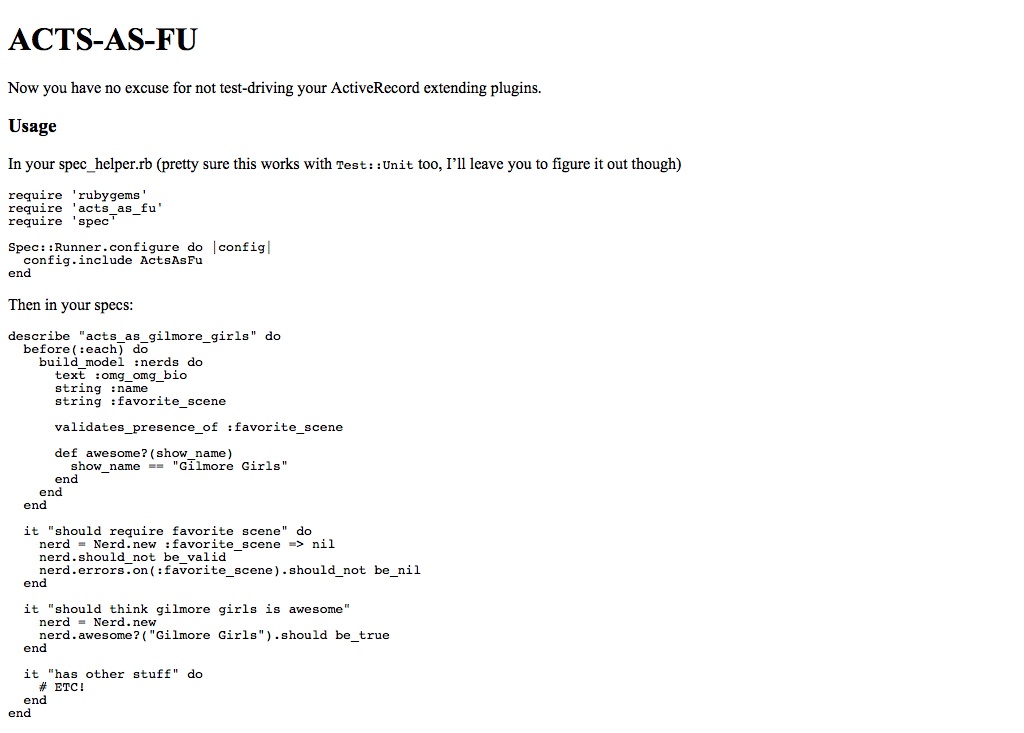 ACTS-AS-FU
Now you have no excuse for not test-driving your ActiveRecord extending plugins.
Usage
In your spec_helper.rb (pretty sure this works with Test::Unit too, I’ll leave you to figure it out though)
require 'rubygems'
require 'acts_as_fu'
require 'spec'
Spec::Runner.configure do |config|
  config.include ActsAsFu
end
Then in your specs:
describe "acts_as_gilmore_girls" do
  before(:each) do
    build_model :nerds do
      text :omg_omg_bio
      string :name
      string :favorite_scene
      validates_presence_of :favorite_scene
      def awesome?(show_name)
        show_name == "Gilmore Girls"
      end
    end
  end
  it "should require favorite scene" do
    nerd = Nerd.new :favorite_scene => nil
    nerd.should_not be_valid
    nerd.errors.on(:favorite_scene).should_not be_nil
  end
  it "should think gilmore girls is awesome"
    nerd = Nerd.new
    nerd.awesome?("Gilmore Girls").should be_true
  end
  it "has other stuff" do
    # ETC!
  end
end